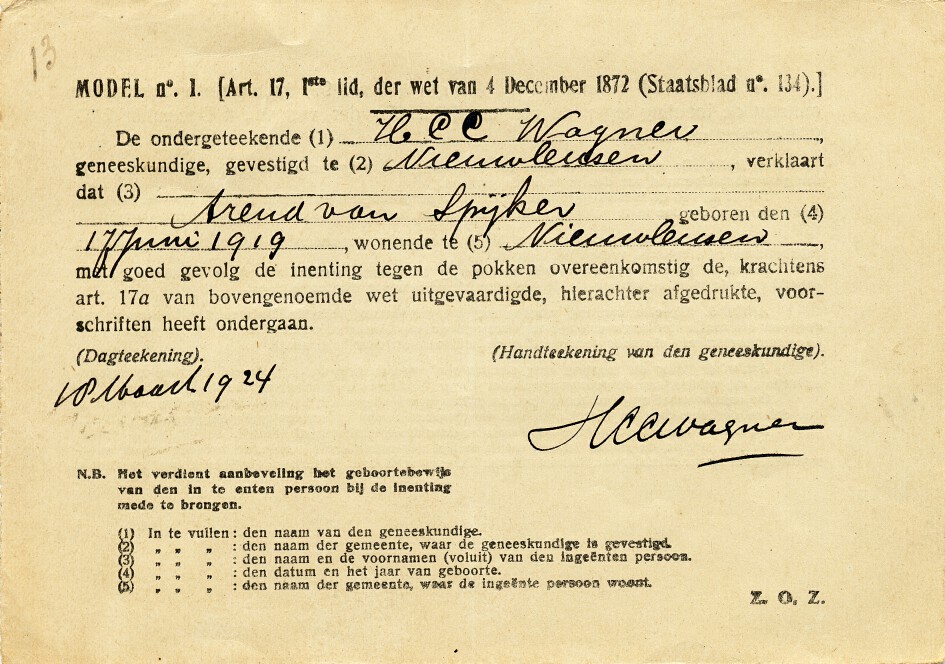 13
MODEL nº. 1. [Art. 17, 1ste lid, der wet van 4 December 1872 (Staatsblad nº. 134).]
De ondergeteekende (1) H C C Wagner,
geneeskundige, gevestigd te (2) Nieuwleusen, verklaart
dat (3)
Arend van Spijker geboren den (4)
17 Juni 1919, wonende te (5) Nieuwleusen,
met goed gevolg de inenting tegen de pokken overeenkomstig de, krachtens
art. 17a van bovengenoemde wet uitgevaardigde, hierachter afgedrukte, voor-
schriften heeft ondergaan.
(Dagteekening). (Handteekening van den geneeskundige).
18 Maart 1924
HCCWagner
N.B. Het verdient aanbeveling het geboortebewijs
van den in te enten persoon bij de inenting
mede te brengen.
(1) In te vullen : den naam van den geneeskundige.
(2) „ „ „ : den naam der gemeente, waar de geneeskundige is gevestigd.
(3) „ „ „ : den naam en de voornamen (voluit) van den ingeënten persoon.
(4) „ „ „ : den datum en het jaar van geboorte.
(5) „ „ „ : den naam der gemeente, waar de ingeënte persoon woont.
Z. O. Z.